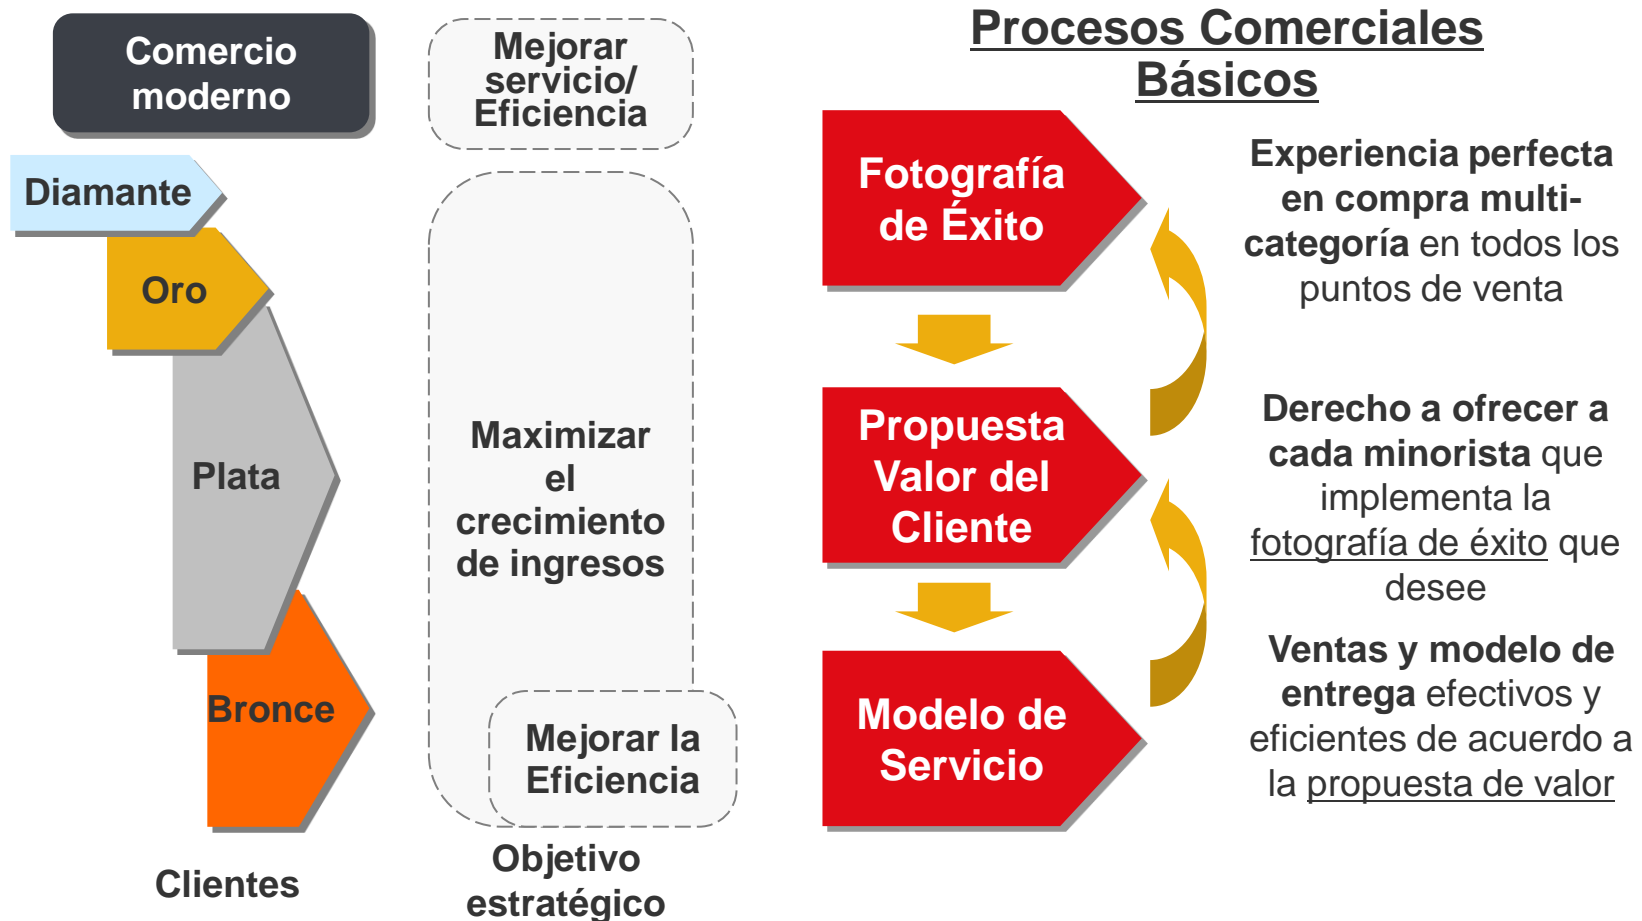 Comercio
moderno
Diamante
Oro
Plata
Bronce
Clientes
Mejorar
servicio/
Eficiencia
Maximizar
el
crecimiento
de ingresos
Mejorar la
Eficiencia
Objetivo
estratégico
Procesos Comerciales
Básicos
Fotografía
de Éxito
Experiencia perfecta
en compra multi-
categoría en todos los
puntos de venta
Propuesta
Valor del
Cliente
Derecho a ofrecer a
cada minorista que
implementa la
fotografía de éxito que
desee
Modelo de
Servicio
Ventas y modelo de
entrega efectivos y
eficientes de acuerdo a
la propuesta de valor